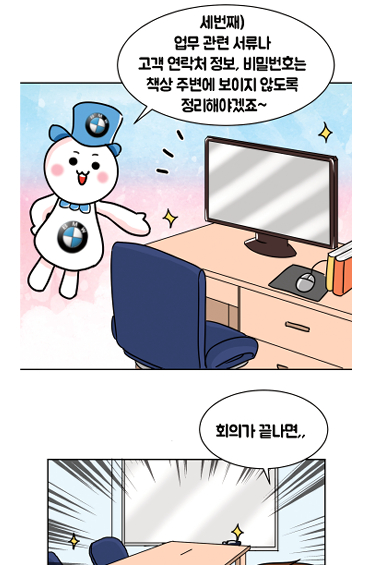 세번째)
업무 관련 서류나
고객 연락처 정보, 비밀번호는
책상 주변에 보이지 않도록
정리해야겠죠~
회의가 끝나면,,